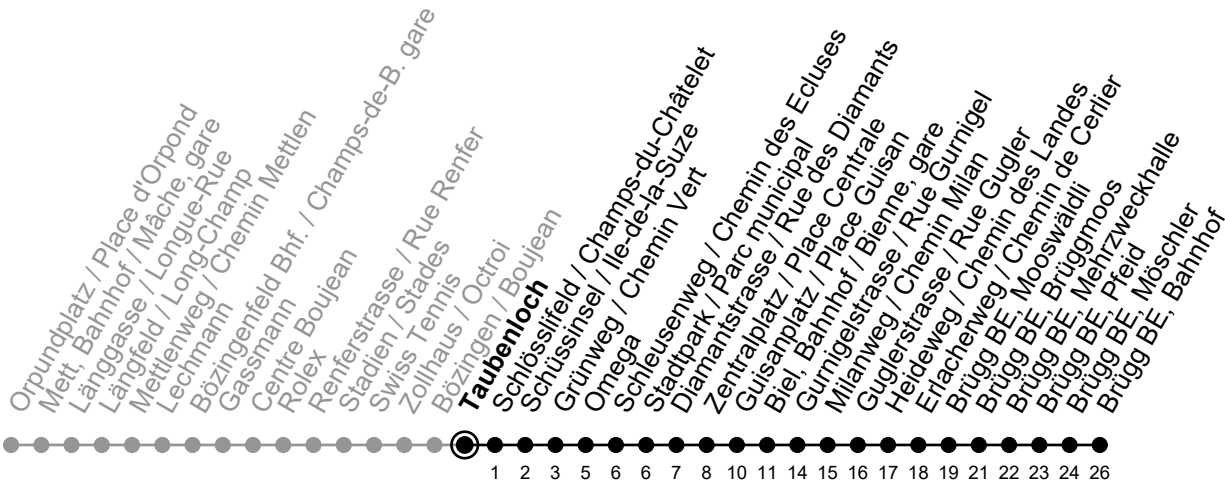 Orpundplatz / Place d'Orpond
Mett, Bahnhof / Mâche, gare
Länggasse / Longue-Rue
Längfeld / Long-Champ
Mettlenweg / Chemin Mettlen
Lechmann
Bözingenfeld Bhf. / Champs-de-B. gare
Gassmann
Centre Boujean
Rolex
Renferstrasse / Rue Renfer
Stadien / Stades
Swiss Tennis
Zollhaus / Octroi
Bözingen / Boujean
Taubenloch
Schlösslifeld / Champs-du-Châtelet
Schüssinsel / Ile-de-la-Suze
Grünweg / Chemin Vert
Omega
Schleusenweg / Chemin des Ecluses
Stadtpark / Parc municipal
Diamantstrasse / Rue des Diamants
Zentralplatz / Place Centrale
Guisanplatz / Place Guisan
Biel, Bahnhof / Bienne, gare
Gurnigelstrasse / Rue Gurnigel
Milanweg / Chemin Milan
Guglerstrasse / Rue Gugler
Heideweg / Chemin des Landes
Erlacherweg / Chemin de Cerlier
Brügg BE, Mooswäldli
Brügg BE, Brüggmoos
Brügg BE, Mehrzweckhalle
Brügg BE, Pfeid
Brügg BE, Möschler
Brügg BE, Bahnhof
1 2 3 5 6 6 7 8 10 11 14 15 16 17 18 19 21 22 23 24 26